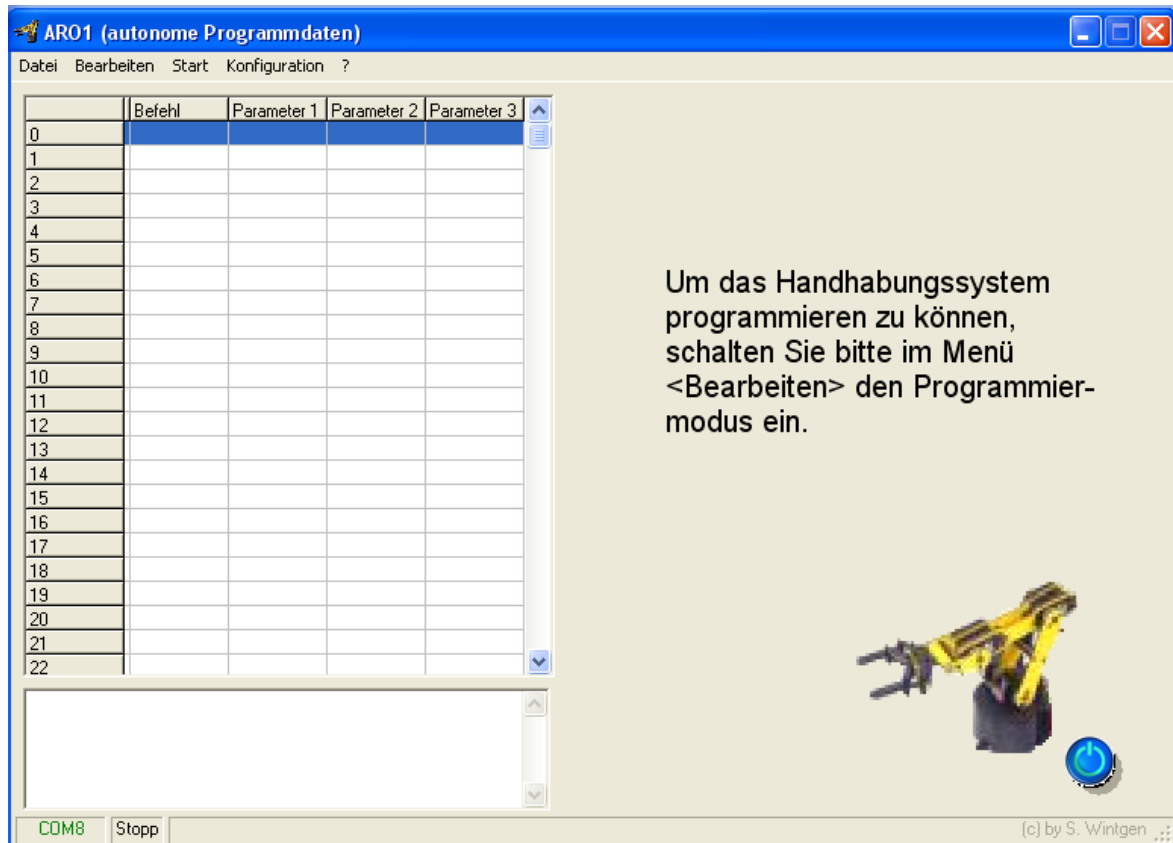 ARO1 (autonome Programmdaten)
Datei Bearbeiten Start Konfiguration ?
Befehl Parameter 1 Parameter 2 Parameter 3
0
1
2
3
4
5
6
7
8
9
10
11
12
13
14
15
16
17
18
19
20
21
22
Um das Handhabungssystem
programmieren zu können,
schalten Sie bitte im Menü
<Bearbeiten> den Programmier-
modus ein.
COM8 Stopp (c) by S. Wintgen